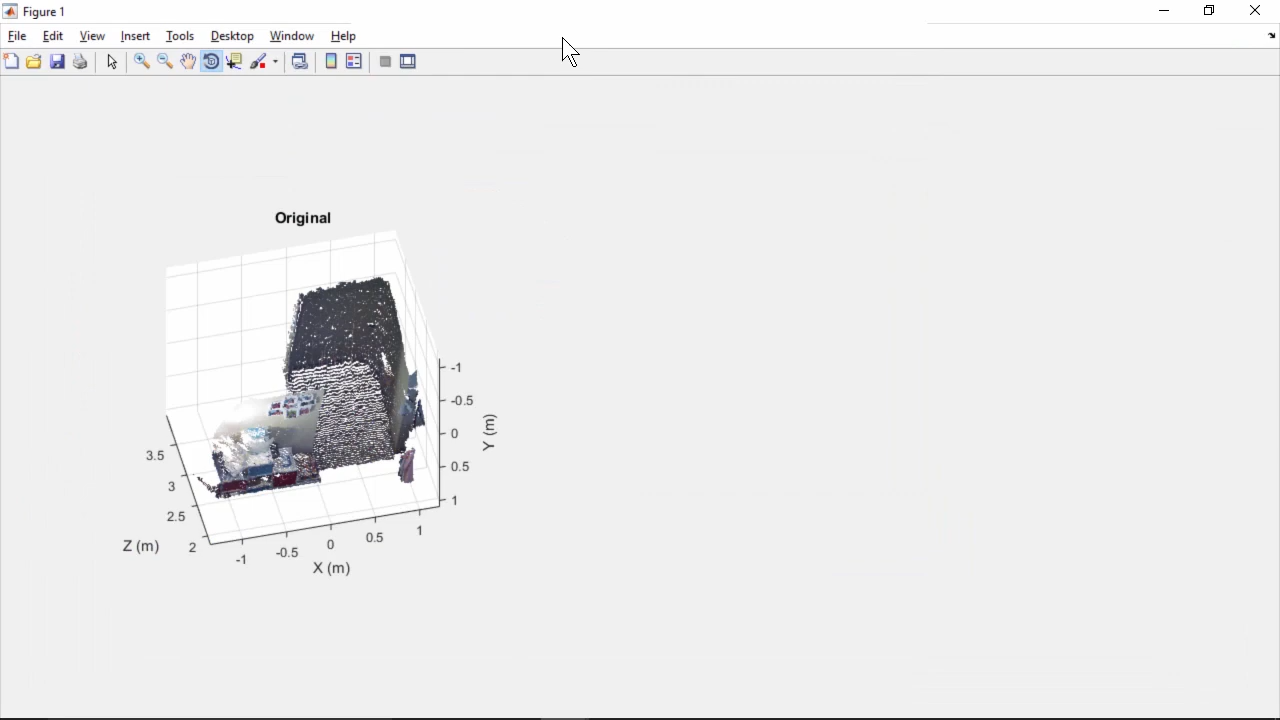 Figure 1
File Edit View Insert Tools Desktop Window Help
Original
-1
-0.5
0
0.5
1
Y (m)
3.5
3
2.5
2
Z (m)
-1 -0.5 0 0.5 1
X (m)